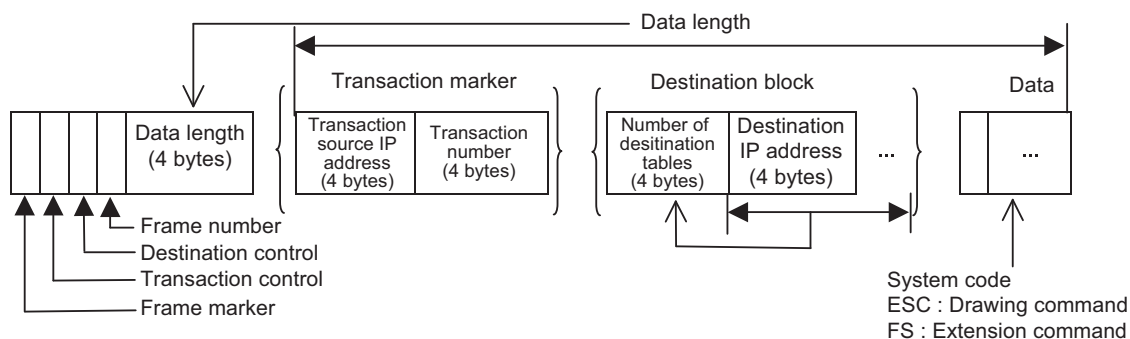 Data length
Transaction marker
Destination block
Data
Data length
(4 bytes)
Transaction
source IP
address
(4 bytes)
Transaction
number
(4 bytes)
Number of
desitination
tables
(4 bytes)
Destination
IP address
(4 bytes)
...
...
Frame number
Destination control
Transaction control
Frame marker
System code
ESC : Drawing command
FS : Extension command